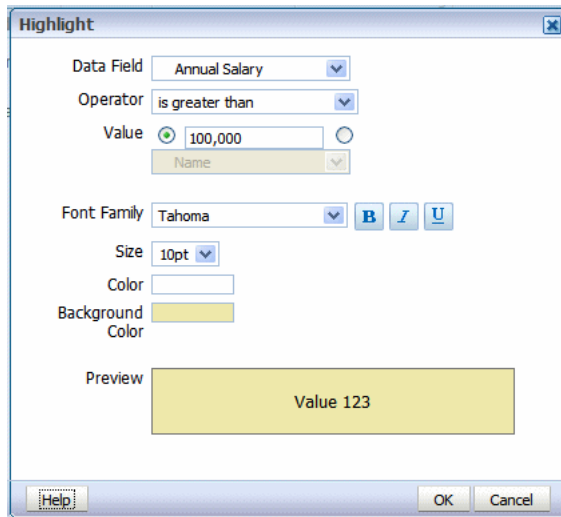 Highlight
Data Field Annual Salary
Operator is greater than
Value 100,000
Name
Font Family Tahoma B I U
Size 10pt
Color
Background
Color
Preview
Value 123
Help OK Cancel